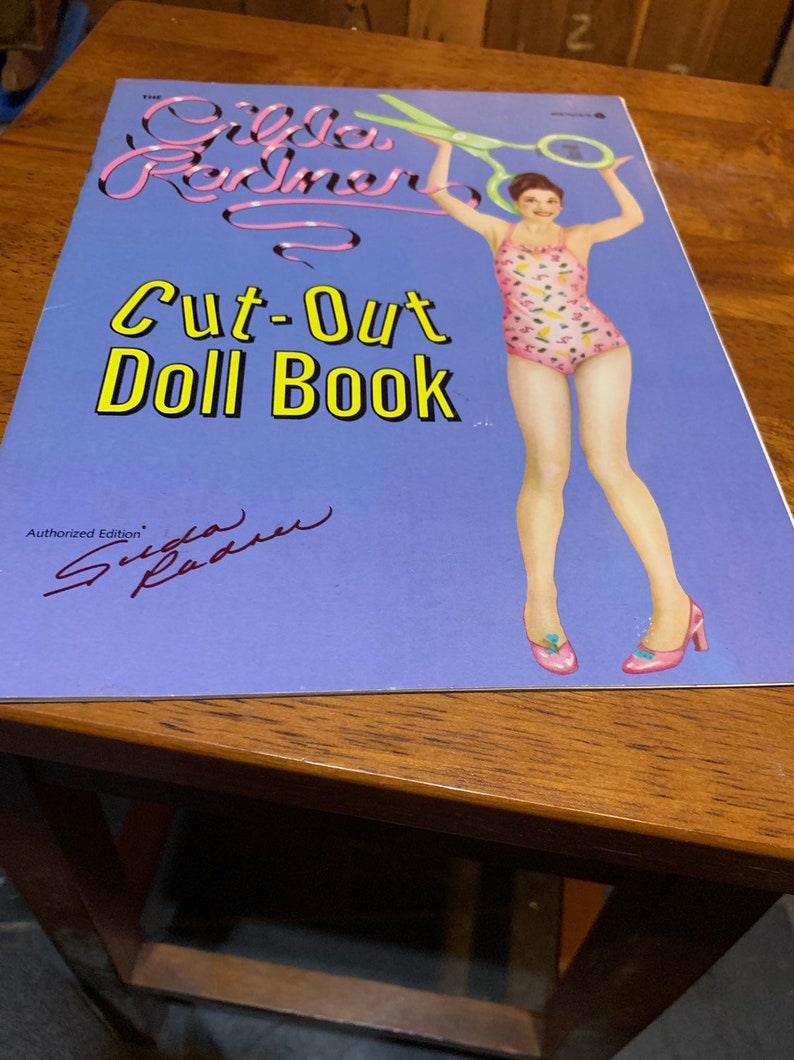 THE
Gilda
Radner
Cut-Out
Doll Book
Authorized Edition
Gilda
Radner